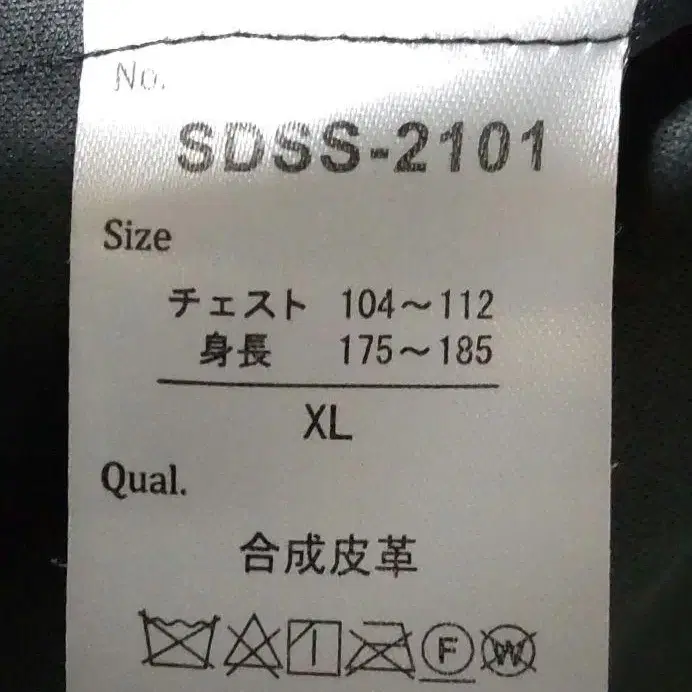 No.
SDSS-2101
Size
チェスト 104～112
身長 175～185
XL
Qual.
合成皮革
F W